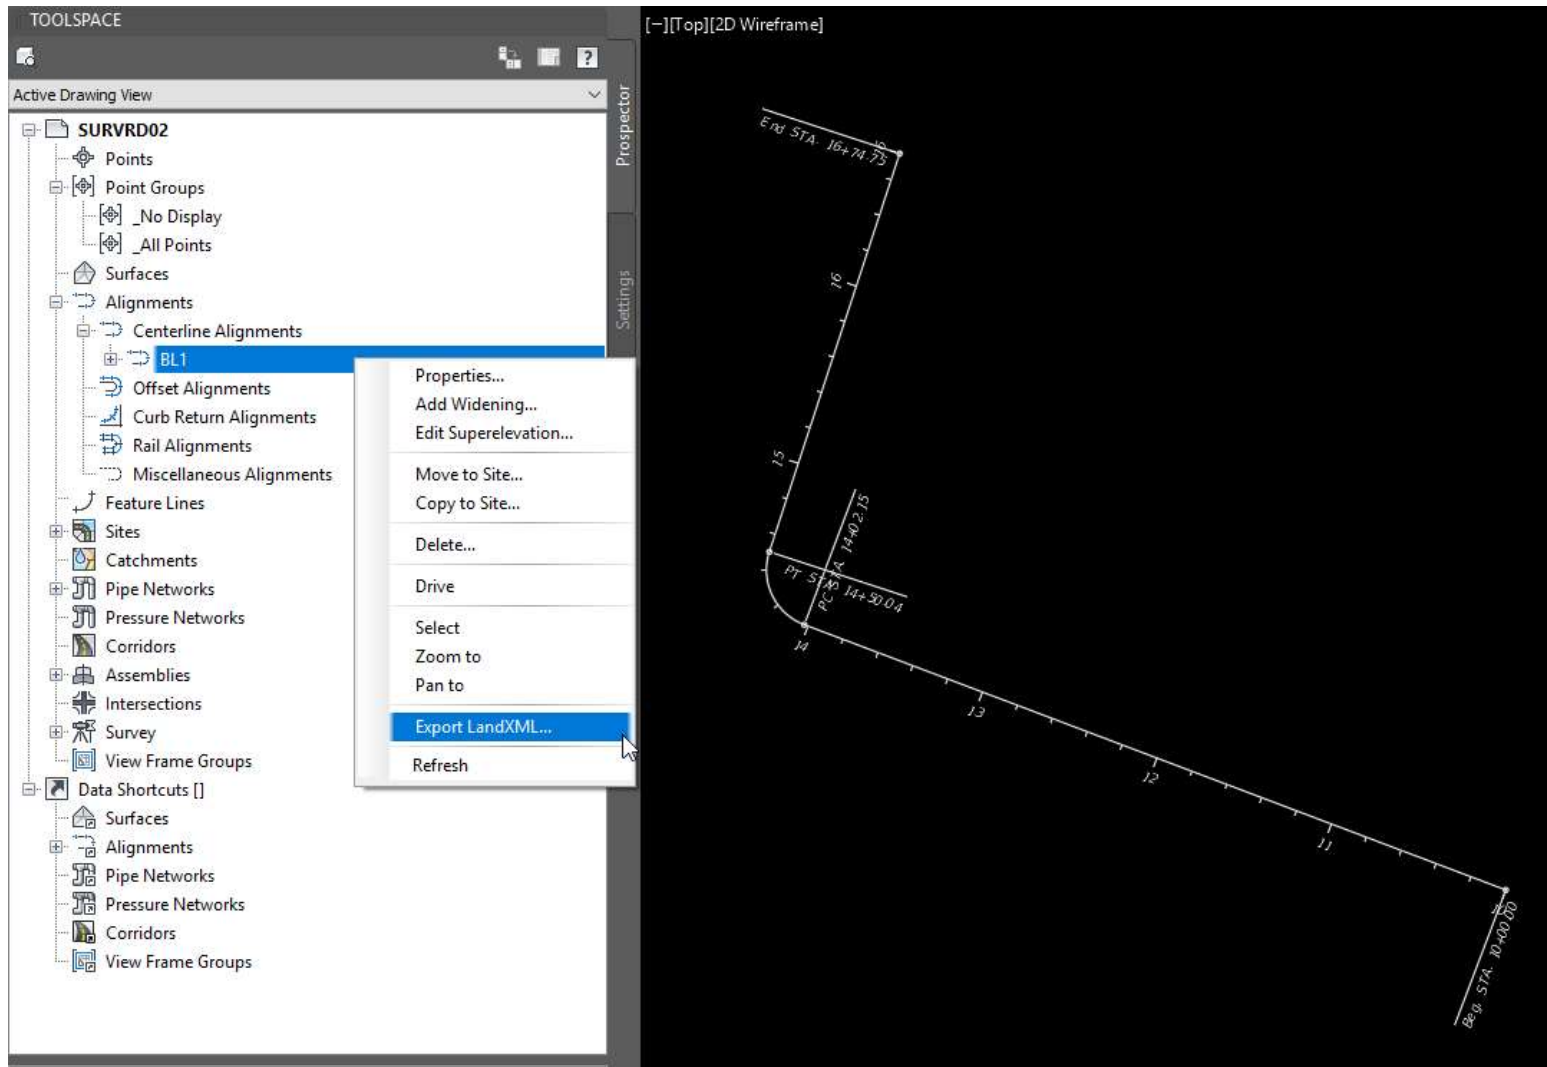 TOOLSPACE
Active Drawing View
SURVRD02
Points
Point Groups
_No Display
_All Points
Surfaces
Alignments
Centerline Alignments
BL1
Offset Alignments
Curb Return Alignments
Rail Alignments
Miscellaneous Alignments
Feature Lines
Sites
Catchments
Pipe Networks
Pressure Networks
Corridors
Assemblies
Intersections
Survey
View Frame Groups
Data Shortcuts []
Surfaces
Alignments
Pipe Networks
Pressure Networks
Corridors
View Frame Groups
Properties...
Add Widening...
Edit Superelevation...
Move to Site...
Copy to Site...
Delete...
Drive
Select
Zoom to
Pan to
Export LandXML...
Refresh
Prospector
Settings
[−][Top][2D Wireframe]
End STA. 16+74.75
16
15
PC STA 14+02.15
PT STA 14+50.04
14
13
12
11
Beg. STA. 10+00.00